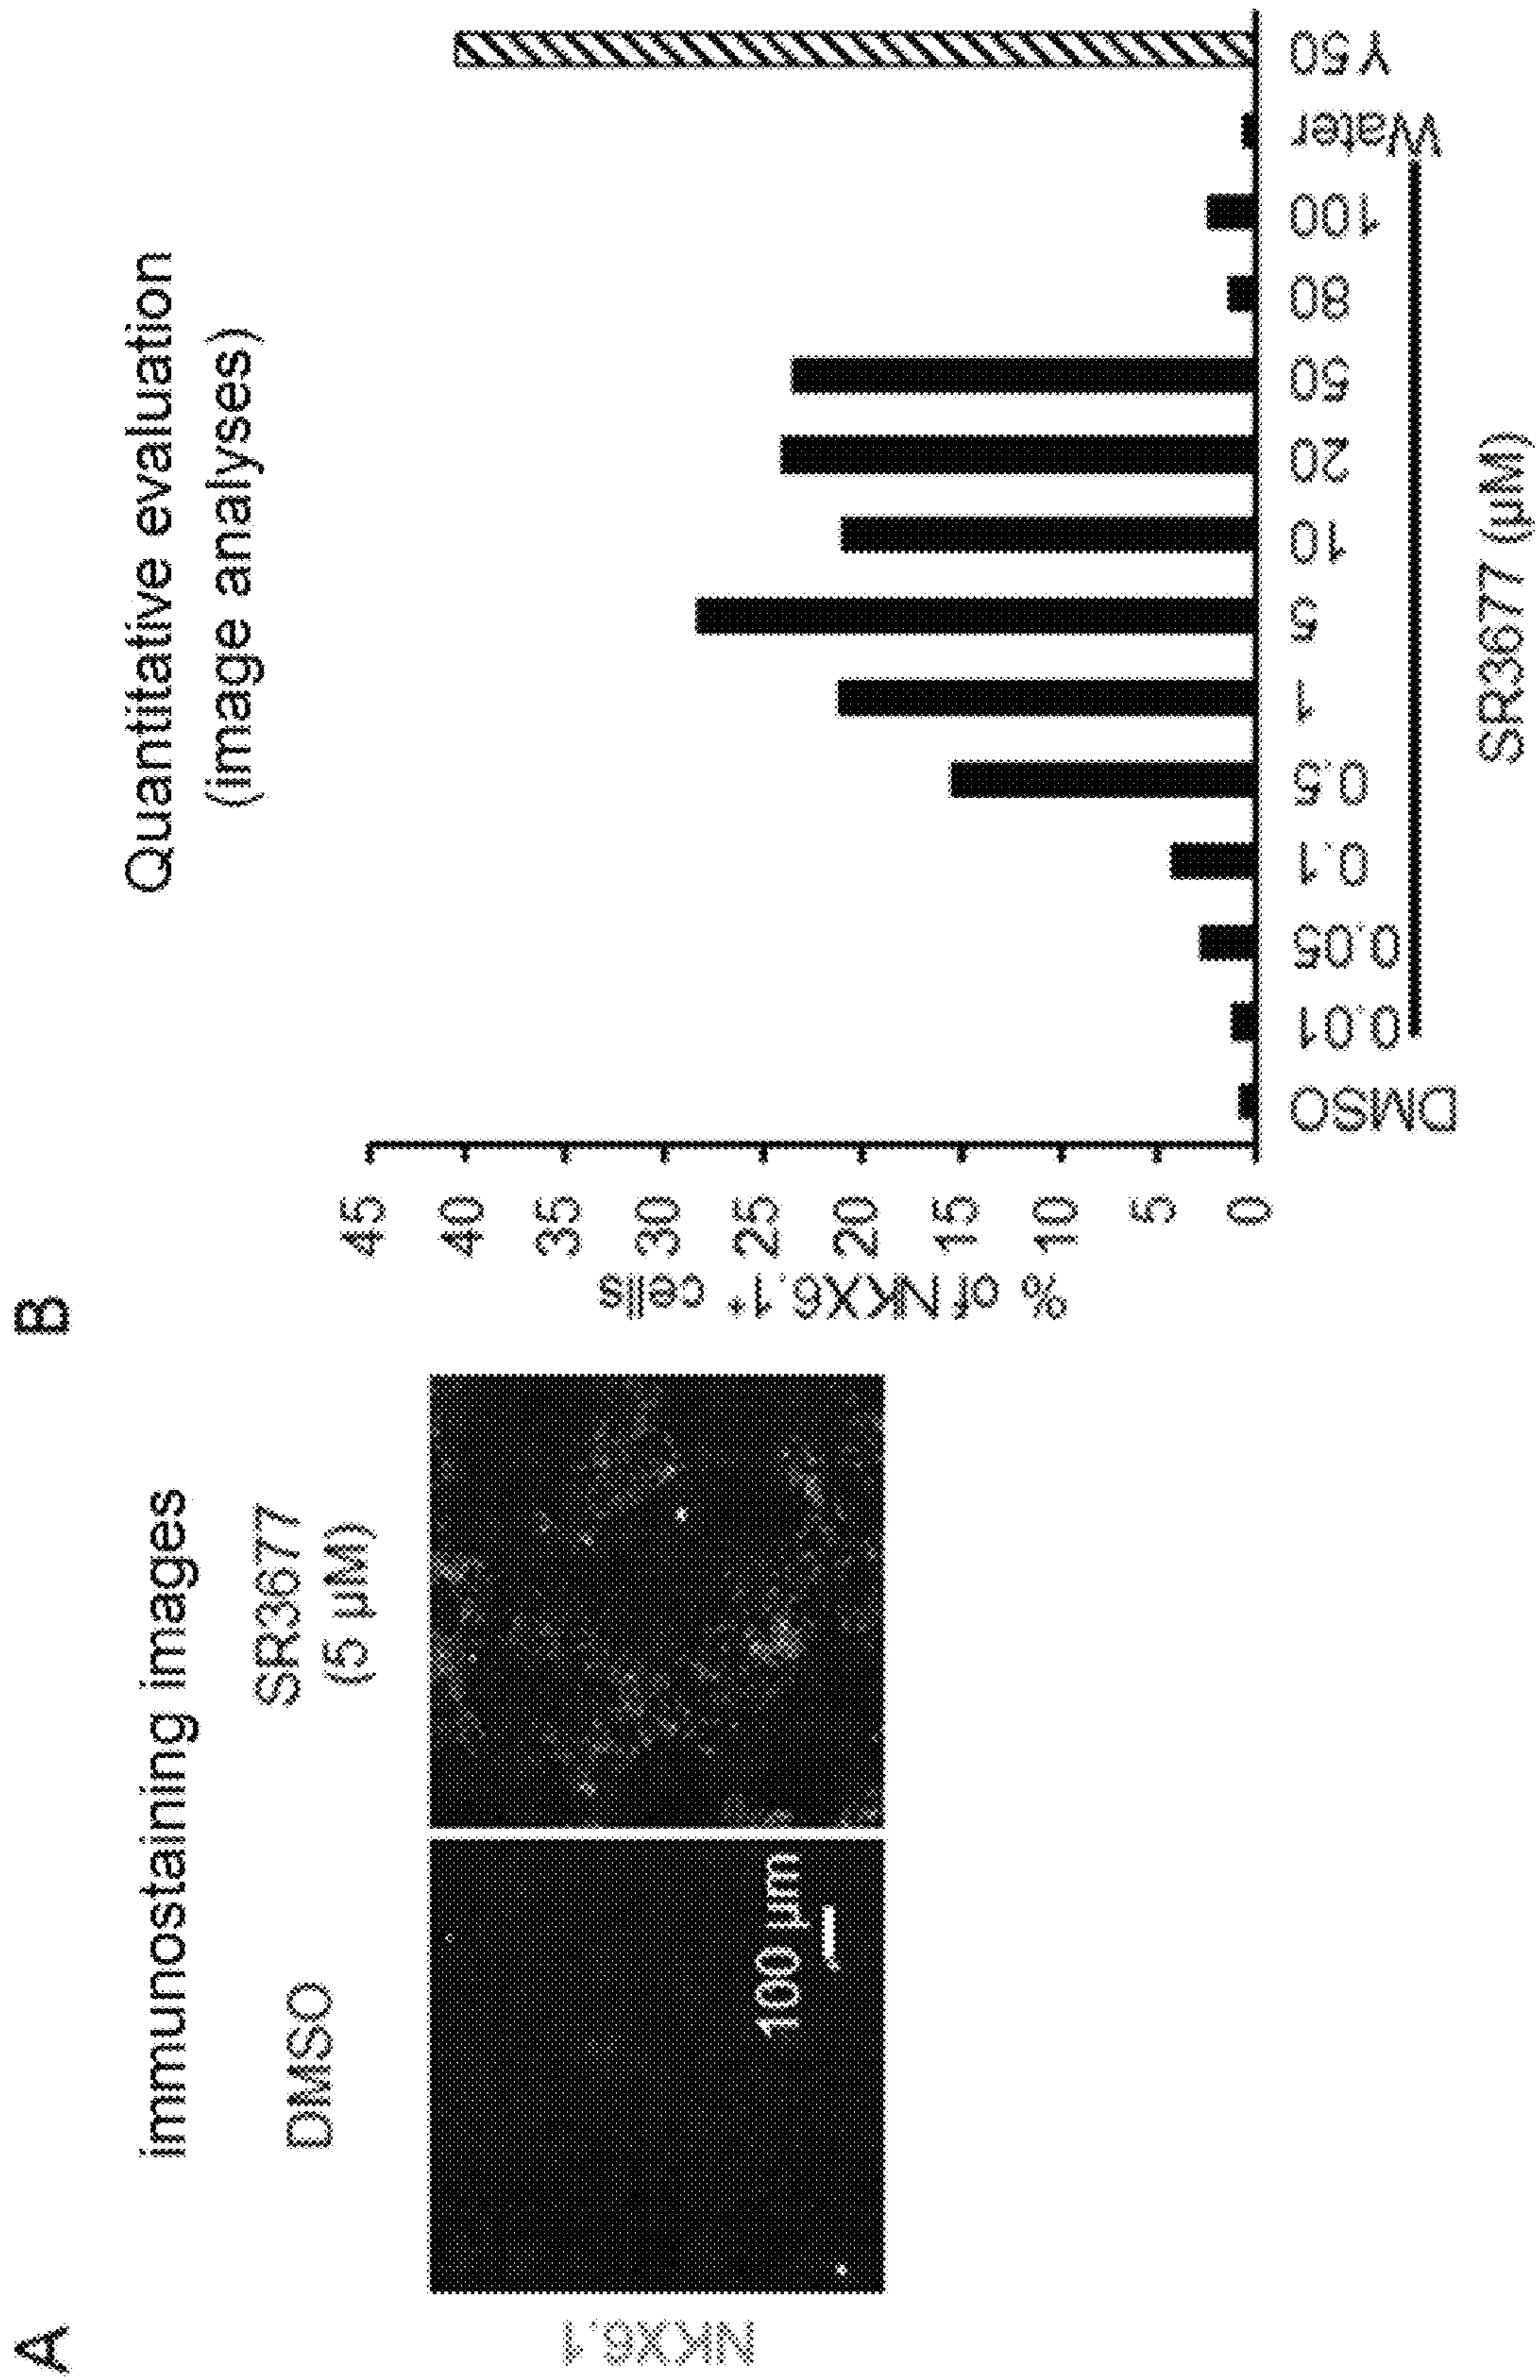 A
immunostaining images
DMSO
SR3677
(5 µM)
NKX6.1
100 µm
B
Quantitative evaluation
(image analyses)
% of NKX6.1⁺ cells
45
40
35
30
25
20
15
10
5
0
DMSO
0.01
0.05
0.1
0.5
1
5
10
20
50
80
100
Water
Y50
SR3677 (µM)